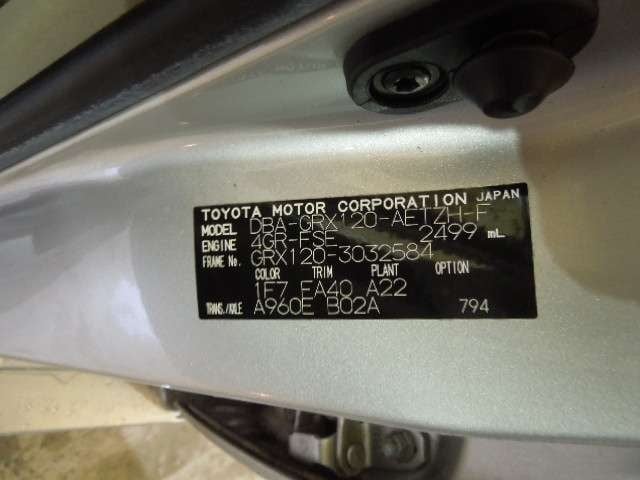 TOYOTA MOTOR CORPORATION JAPAN
MODEL DBA-GRX120-AETZH-F
ENGINE 4GR-FSE 2499 mL
FRAME No. GRX120-3032584
COLOR TRIM PLANT OPTION
1F7 FA40 A22
TRANS./AXLE A960E B02A 794